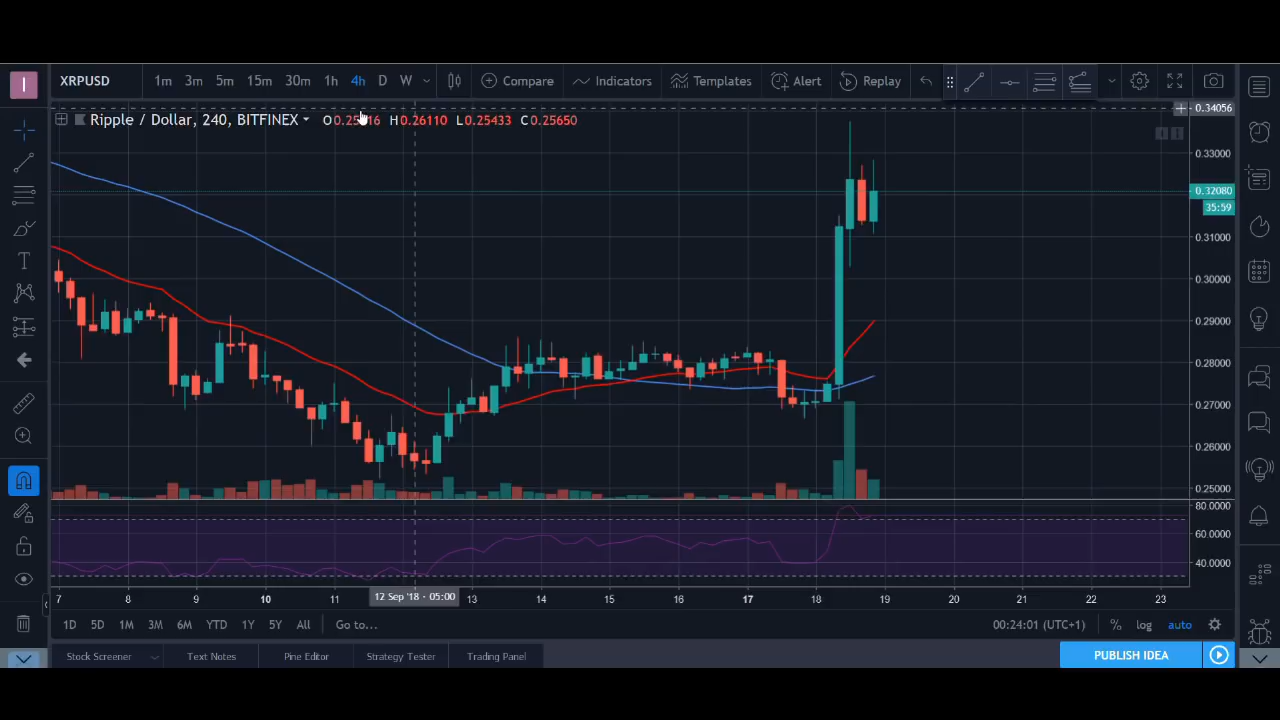 I
XRPUSD 1m 3m 5m 15m 30m 1h 4h D W Compare Indicators Templates Alert Replay
0.34056
Ripple / Dollar, 240, BITFINEX H0.26110 L0.25433 C0.25650
0.33000
0.32080
35:59
0.31000
0.30000
0.29000
0.28000
0.27000
0.26000
0.25000
80.0000
60.0000
40.0000
7 8 9 10 11 12 Sep '18 - 05:00 13 14 15 16 17 18 19 20 21 22 23
1D 5D 1M 3M 6M YTD 1Y 5Y All Go to... 00:24:01 (UTC+1) % log auto
Stock Screener Text Notes Pine Editor Strategy Tester Trading Panel PUBLISH IDEA